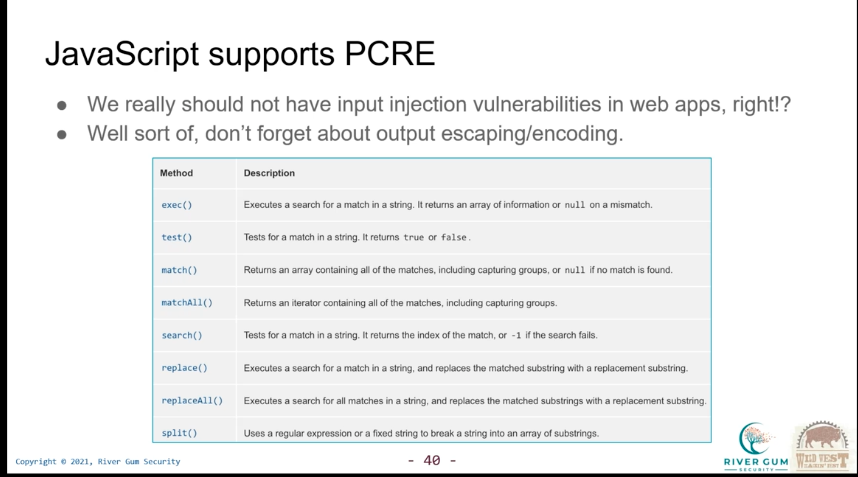 JavaScript supports PCRE
● We really should not have input injection vulnerabilities in web apps, right!?
● Well sort of, don't forget about output escaping/encoding.
Method Description
exec() Executes a search for a match in a string. It returns an array of information or null on a mismatch.
test() Tests for a match in a string. It returns true or false.
match() Returns an array containing all of the matches, including capturing groups, or null if no match is found.
matchAll() Returns an iterator containing all of the matches, including capturing groups.
search() Tests for a match in a string. It returns the index of the match, or -1 if the search fails.
replace() Executes a search for a match in a string, and replaces the matched substring with a replacement substring.
replaceAll() Executes a search for all matches in a string, and replaces the matched substrings with a replacement substring.
split() Uses a regular expression or a fixed string to break a string into an array of substrings.
Copyright © 2021, River Gum Security
- 40 -
RIVER GUM
SECURITY
WILD WEST